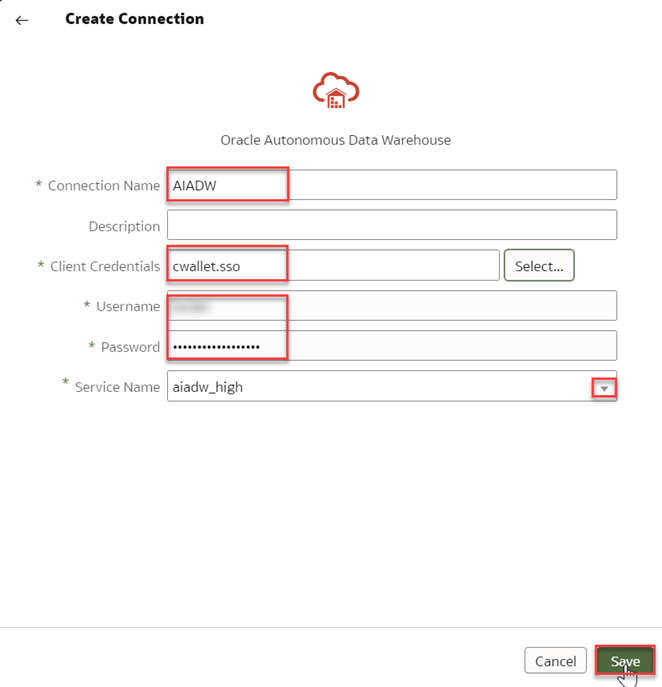 Create Connection
Oracle Autonomous Data Warehouse
* Connection Name AIADW
Description
* Client Credentials cwallet.sso Select...
* Username
* Password ••••••••••••••••••
* Service Name aiadw_high
Cancel Save